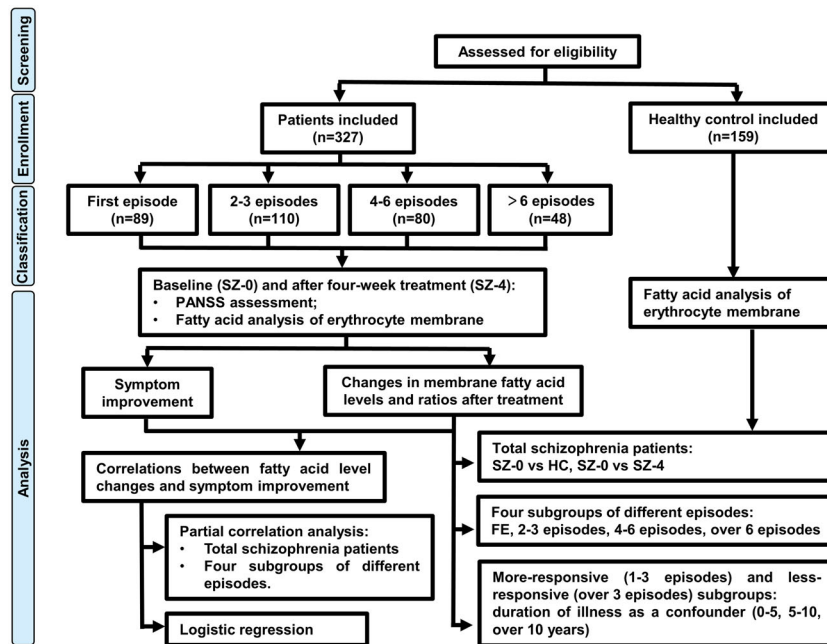 Screening
Assessed for eligibility
Enrollment
Patients included
(n=327)
Healthy control included
(n=159)
Classification
First episode
(n=89)
2-3 episodes
(n=110)
4-6 episodes
(n=80)
＞6 episodes
(n=48)
Analysis
Baseline (SZ-0) and after four-week treatment (SZ-4):
• PANSS assessment;
• Fatty acid analysis of erythrocyte membrane
Fatty acid analysis of
erythrocyte membrane
Symptom
improvement
Changes in membrane fatty acid
levels and ratios after treatment
Correlations between fatty acid level
changes and symptom improvement
Total schizophrenia patients:
SZ-0 vs HC, SZ-0 vs SZ-4
Partial correlation analysis:
• Total schizophrenia patients
• Four subgroups of different
episodes.
Four subgroups of different episodes:
FE, 2-3 episodes, 4-6 episodes, over 6 episodes
Logistic regression
More-responsive (1-3 episodes) and less-
responsive (over 3 episodes) subgroups:
duration of illness as a confounder (0-5, 5-10,
over 10 years)